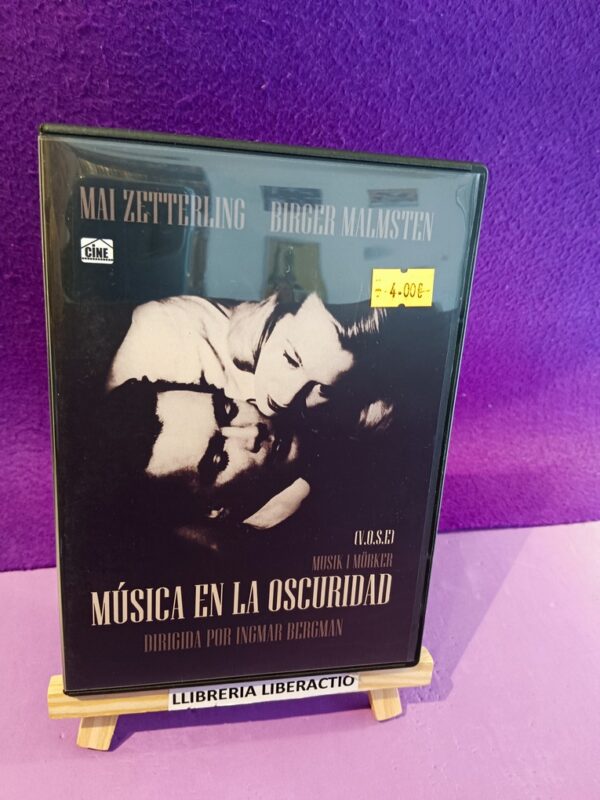 MAI ZETTERLING BIRGER MALMSTEN
CINE
4.00€
(V.O.S.E)
MUSIK I MÖRKER
MÚSICA EN LA OSCURIDAD
DIRIGIDA POR INGMAR BERGMAN
LLIBRERIA LIBERACTIO